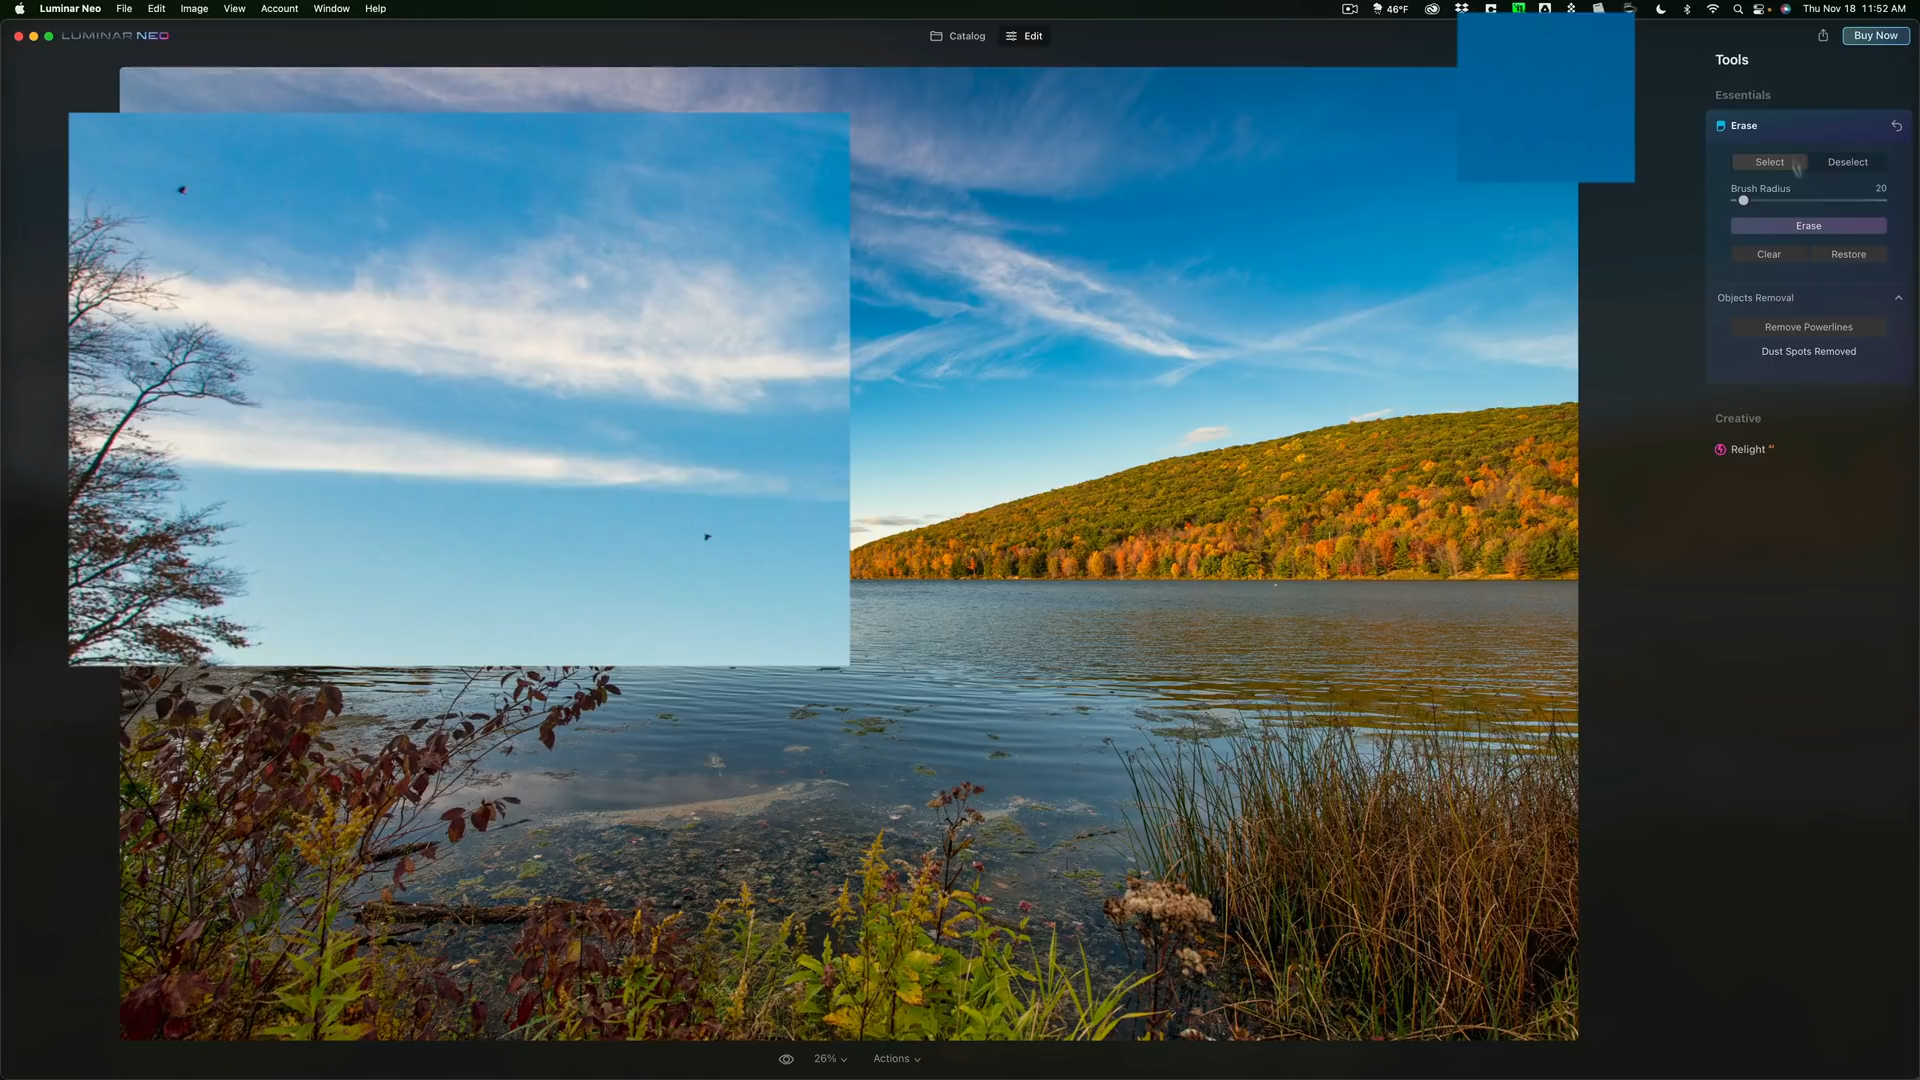 Luminar Neo File Edit Image View Account Window Help 46°F Thu Nov 18 11:52 AM
LUMINAR NEO Catalog Edit Buy Now
Tools
Essentials
Erase
Select Deselect
Brush Radius 20
Erase
Clear Restore
Objects Removal
Remove Powerlines
Dust Spots Removed
Creative
Relight AI
26% Actions